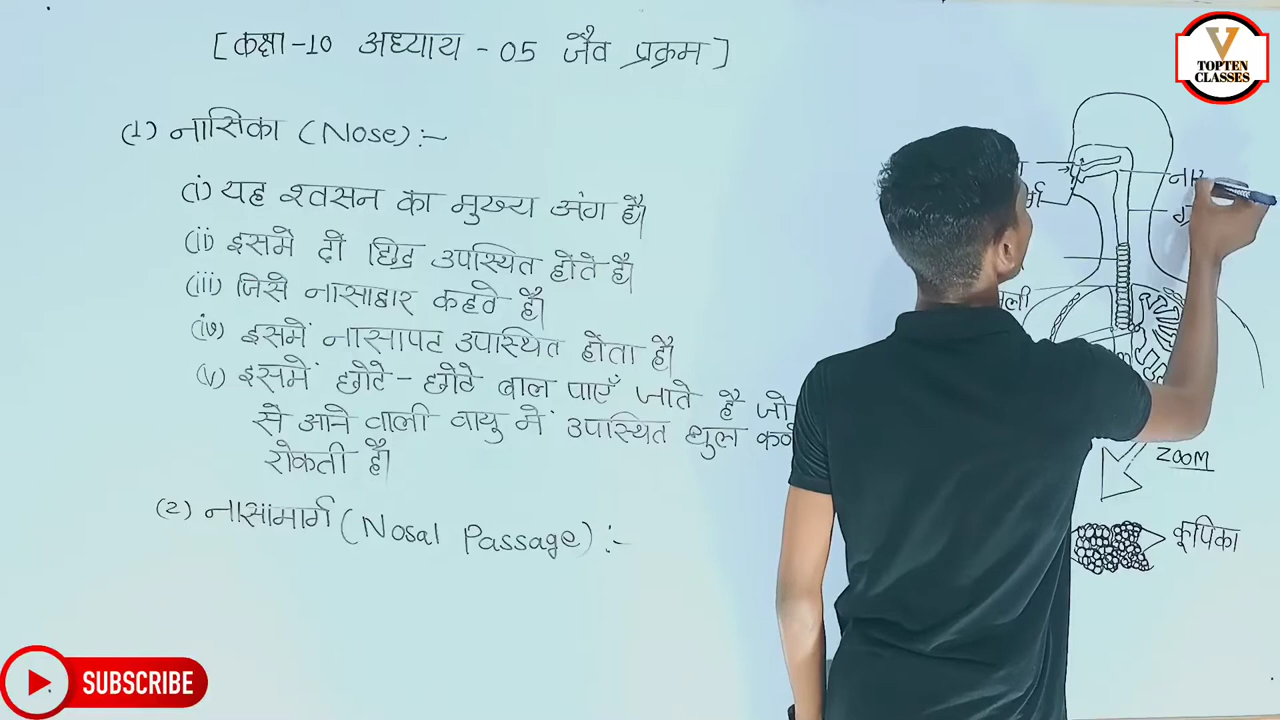 [कक्षा-10 अध्याय - 05 जैव प्रक्रम]
V
TOPTEN
CLASSES
(1) नासिका (Nose) :-
(i) यह श्वसन का मुख्य अंग है।
(ii) इसमे दो छिद्र उपस्थित होते है।
(iii) जिसे नासाद्वार कहते है।
(iv) इसमें नासापट उपस्थित होता है।
(v) इसमें छोटे - छोटे बाल पाएँ जाते है जो
से आने वाली वायु में उपस्थित धुल
रोकती है।
(2) नासामार्ग (Nosal Passage) :-
ZOOM
कूपिका
SUBSCRIBE